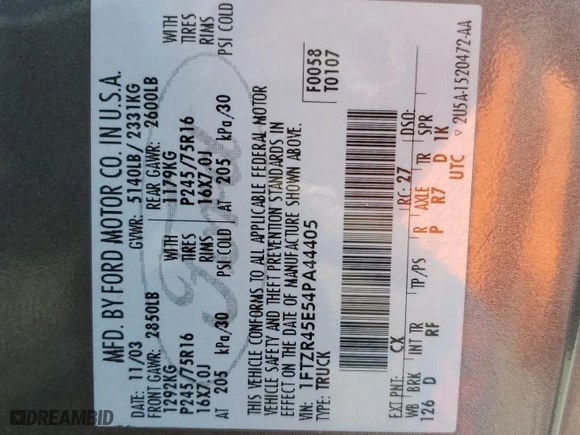 MFD. BY FORD MOTOR CO. IN U.S.A.
DATE: 11/03 GVWR: 5140LB/ 2331KG
FRONT GAWR: 2850LB REAR GAWR: 2600LB
1292KG WITH 1179KG WITH
P245/75R16 TIRES P245/75R16 TIRES
16X7.0J RIMS 16X7.0J RIMS
AT 205 kPa/30 PSI COLD AT 205 kPa/30 PSI COLD
THIS VEHICLE CONFORMS TO ALL APPLICABLE FEDERAL MOTOR
VEHICLE SAFETY AND THEFT PREVENTION STANDARDS IN
EFFECT ON THE DATE OF MANUFACTURE SHOWN ABOVE.
VIN: 1FTZR45E54PA44405
TYPE: TRUCK
F0058
T0107
EXT PNT: CX RC: 27 DSO:
WB BRK INT TR TP/PS R AXLE TR SPR
126 D RF P R7 D 1K
UTC ▽ 2U5A-1520472-AA
Ford
DREAMBID